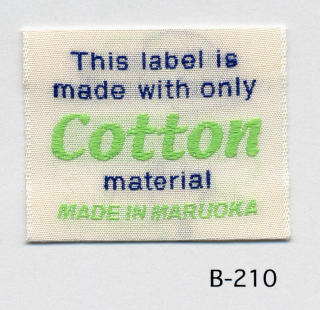 This label is
made with only
Cotton
material
MADE IN MARUOKA
B-210